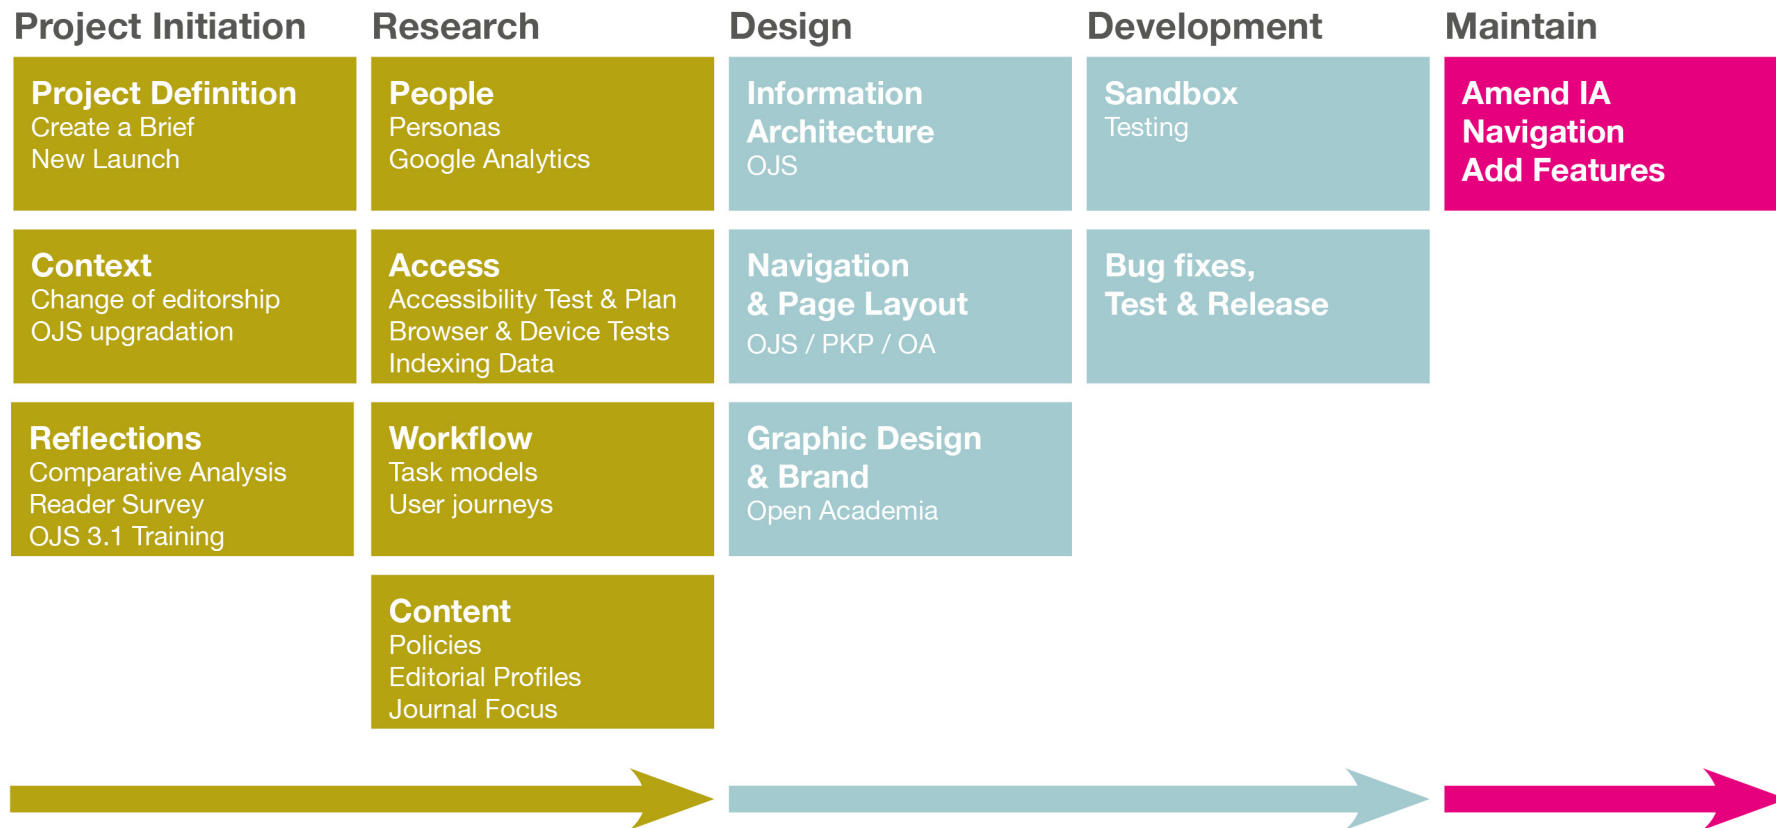 Project Initiation
Project Definition
Create a Brief
New Launch
Context
Change of editorship
OJS upgradation
Reflections
Comparative Analysis
Reader Survey
OJS 3.1 Training
Research
People
Personas
Google Analytics
Access
Accessibility Test & Plan
Browser & Device Tests
Indexing Data
Workflow
Task models
User journeys
Content
Policies
Editorial Profiles
Journal Focus
Design
Information
Architecture
OJS
Navigation
& Page Layout
OJS / PKP / OA
Graphic Design
& Brand
Open Academia
Development
Sandbox
Testing
Bug fixes,
Test & Release
Maintain
Amend IA
Navigation
Add Features